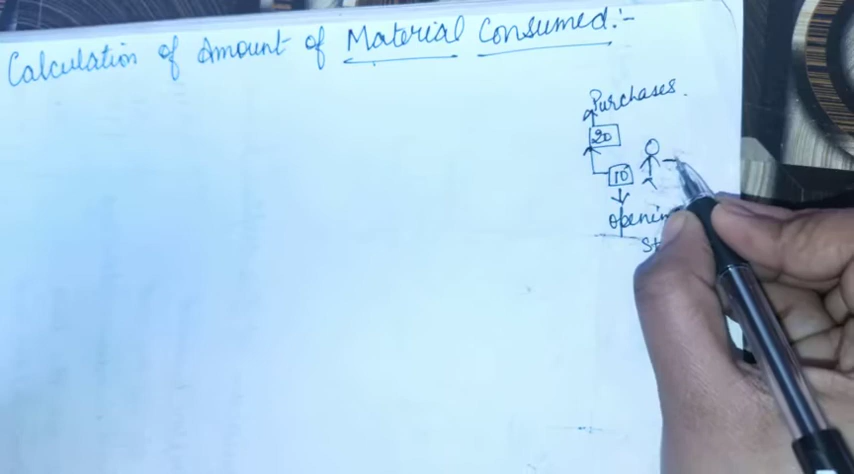 Calculation of Amount of Material Consumed:-
Purchases.
20
10